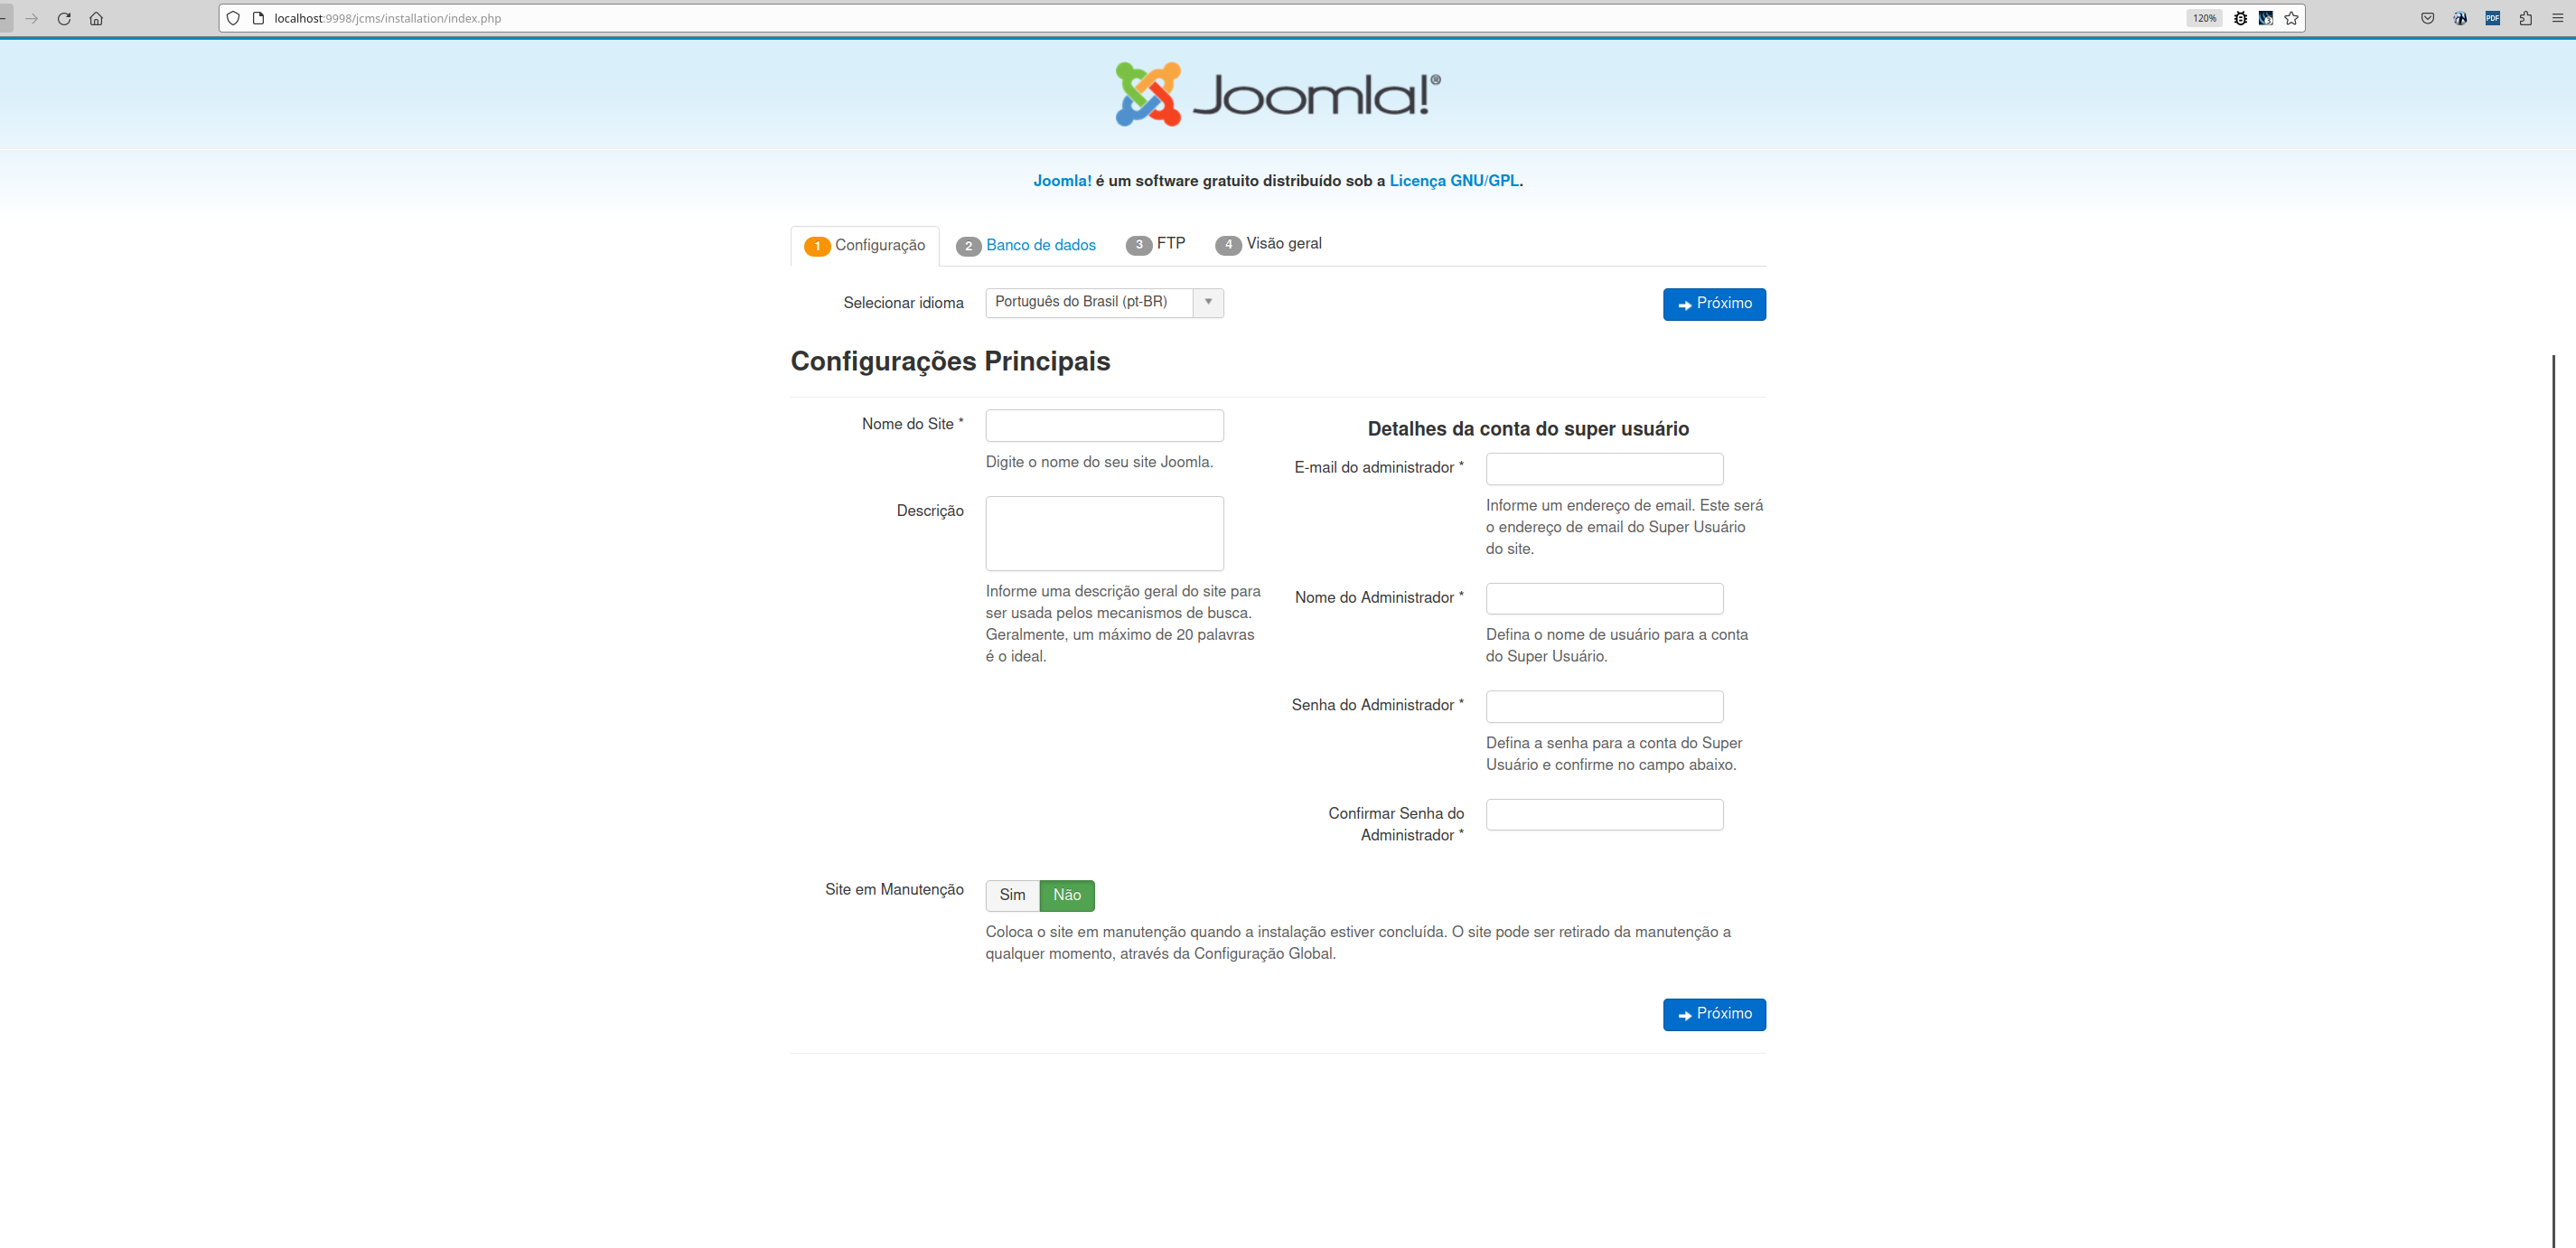 localhost:9998/jcms/installation/index.php
120%
PDF
Joomla!®
Joomla! é um software gratuito distribuído sob a Licença GNU/GPL.
1 Configuração 2 Banco de dados 3 FTP 4 Visão geral
Selecionar idioma Português do Brasil (pt-BR) Próximo
Configurações Principais
Nome do Site *
Digite o nome do seu site Joomla.
Descrição
Informe uma descrição geral do site para
ser usada pelos mecanismos de busca.
Geralmente, um máximo de 20 palavras
é o ideal.
Detalhes da conta do super usuário
E-mail do administrador *
Informe um endereço de email. Este será
o endereço de email do Super Usuário
do site.
Nome do Administrador *
Defina o nome de usuário para a conta
do Super Usuário.
Senha do Administrador *
Defina a senha para a conta do Super
Usuário e confirme no campo abaixo.
Confirmar Senha do
Administrador *
Site em Manutenção Sim Não
Coloca o site em manutenção quando a instalação estiver concluída. O site pode ser retirado da manutenção a
qualquer momento, através da Configuração Global.
Próximo